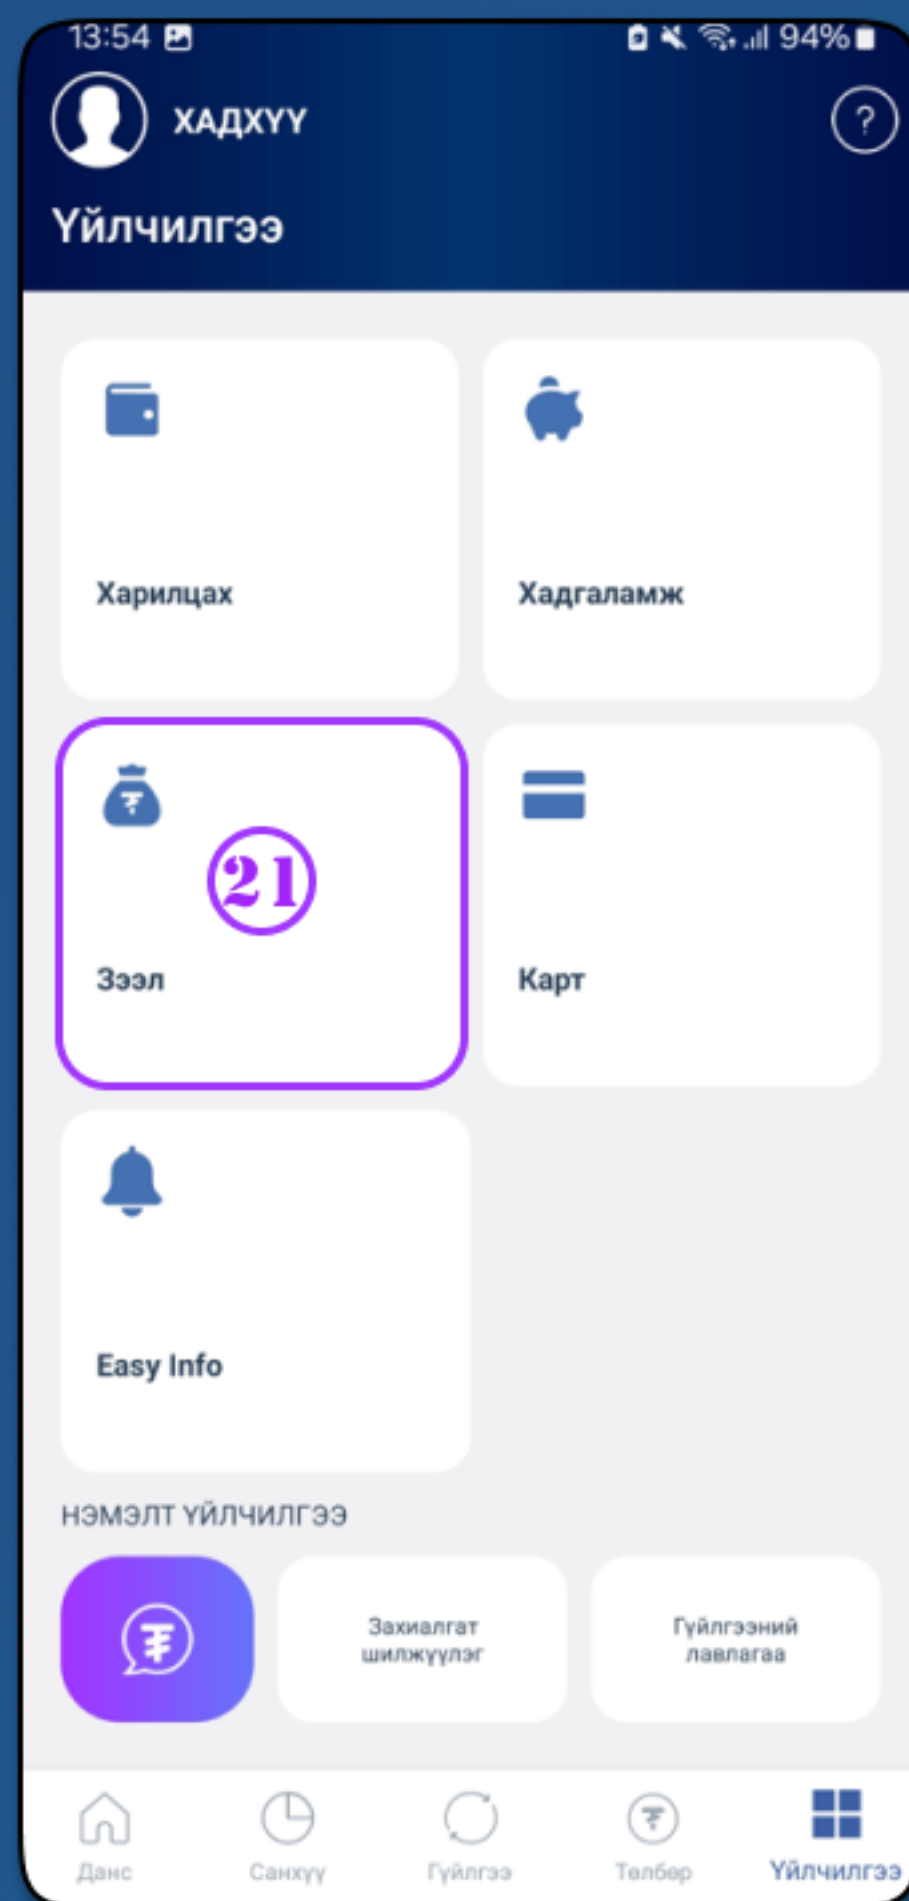 13:54 94%
ХАДХҮҮ ?
Үйлчилгээ
Харилцах
Хадгаламж
21
Зээл
Карт
Easy Info
НЭМЭЛТ ҮЙЛЧИЛГЭЭ
Захиалгат
шилжүүлэг
Гүйлгээний
лавлагаа
Данс
Санхүү
Гүйлгээ
Төлбөр
Үйлчилгээ